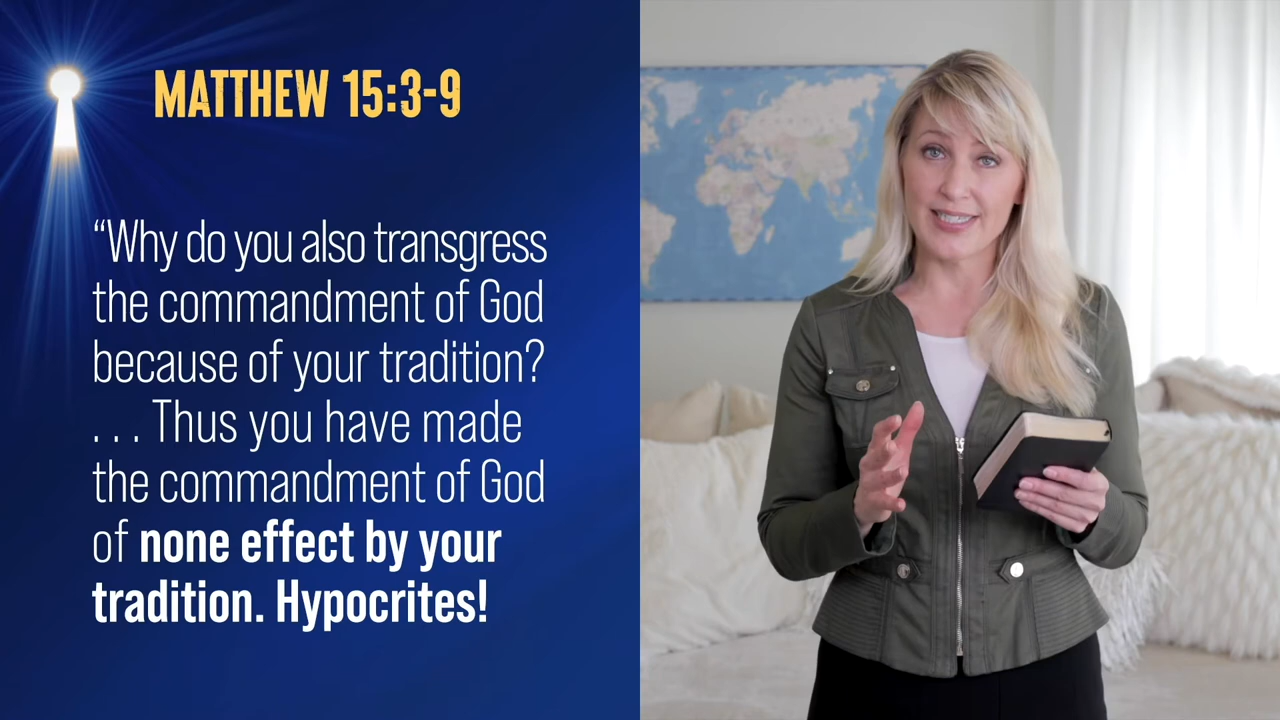 MATTHEW 15:3-9
“Why do you also transgress
the commandment of God
because of your tradition?
. . . Thus you have made
the commandment of God
of none effect by your
tradition. Hypocrites!